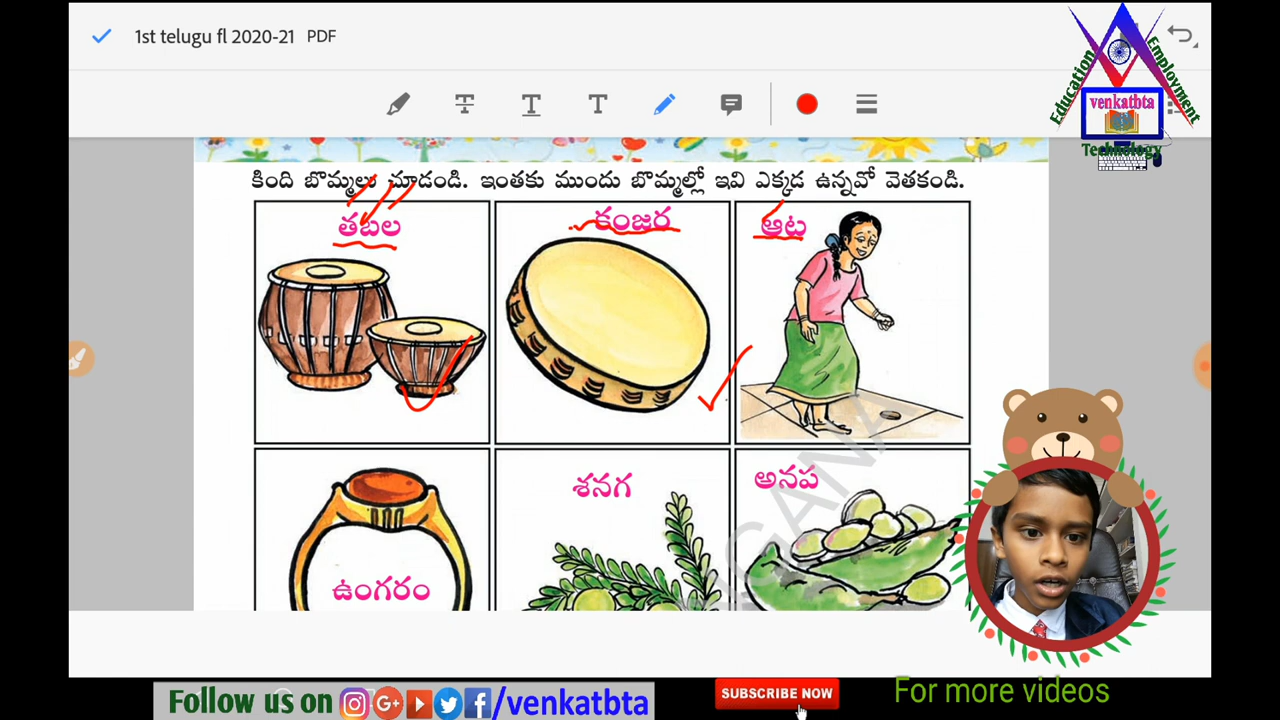 1st telugu fl 2020-21 PDF
Education
Employment
venkatbta
Technology
కింది బొమ్మలు చూడండి. ఇంతకు ముందు బొమ్మల్లో ఇవి ఎక్కడ ఉన్నవో వెతకండి.
తబల
కంజర
ఆట
ఉంగరం
శనగ
అనప
Follow us on /venkatbta
SUBSCRIBE NOW
For more videos